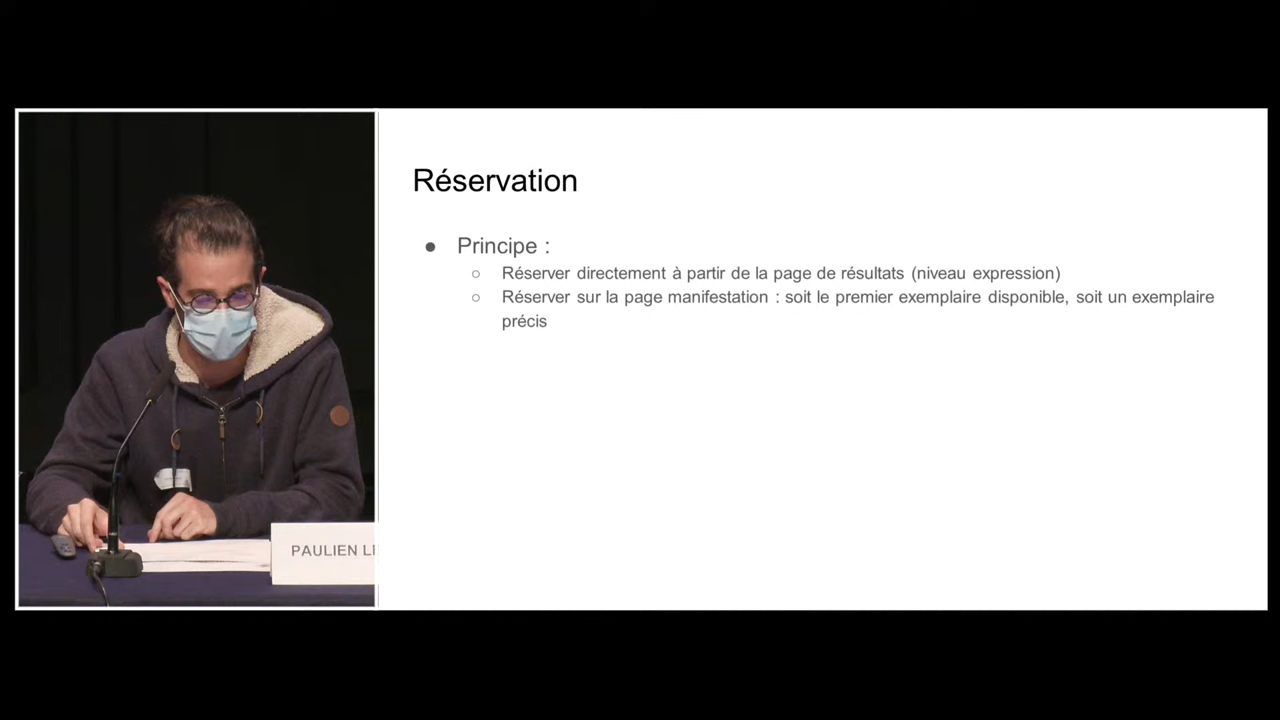 Réservation
● Principe :
○ Réserver directement à partir de la page de résultats (niveau expression)
○ Réserver sur la page manifestation : soit le premier exemplaire disponible, soit un exemplaire
précis
PAULIEN